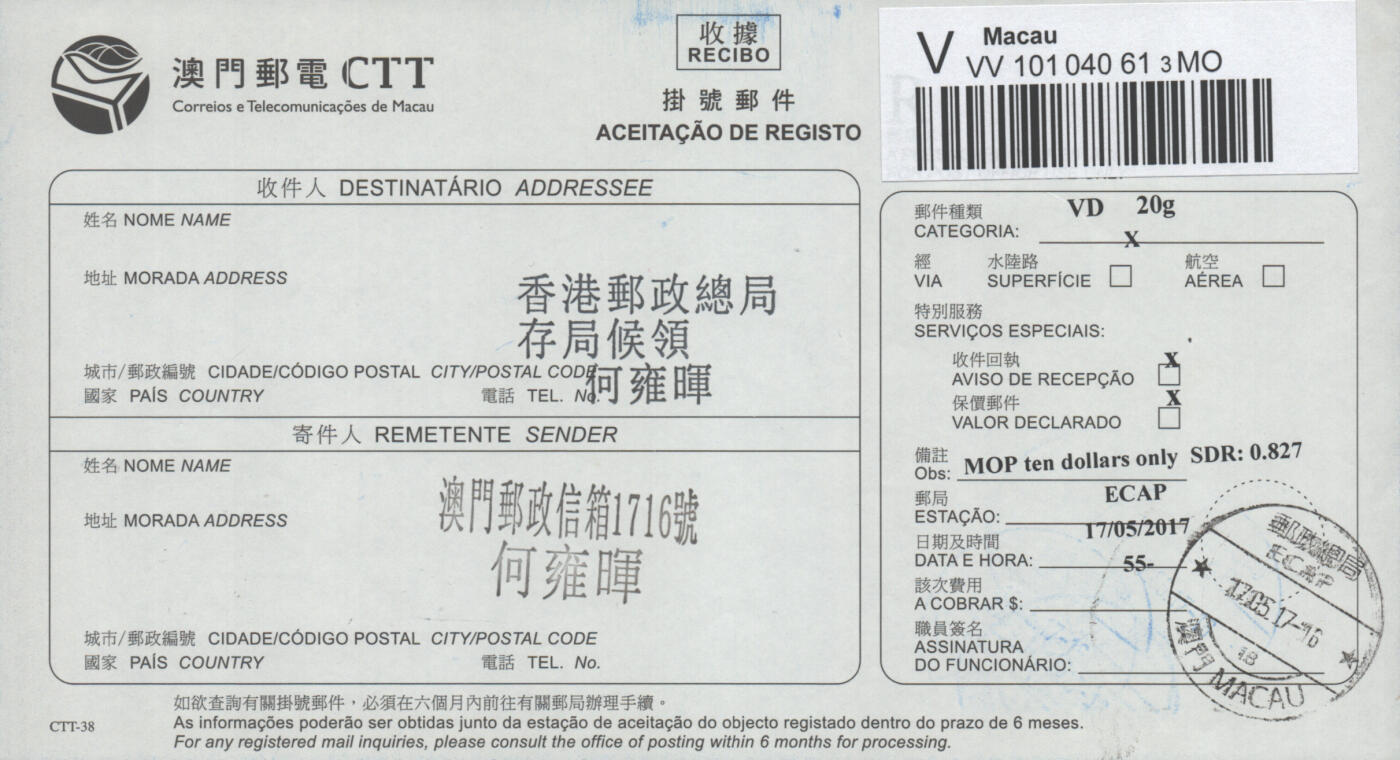 澳門郵電 CTT
Correios e Telecomunicações de Macau
收據
RECIBO
掛號郵件
ACEITAÇÃO DE REGISTO
V Macau
VV 101 040 61 3 MO
收件人 DESTINATÁRIO ADDRESSEE
姓名 NOME NAME
地址 MORADA ADDRESS
香港郵政總局
存局候領
何雍暉
城市/郵政編號 CIDADE/CÓDIGO POSTAL CITY/POSTAL CODE
國家 PAÍS COUNTRY 電話 TEL. No.
寄件人 REMETENTE SENDER
姓名 NOME NAME
地址 MORADA ADDRESS
澳門郵政信箱1716號
何雍暉
城市/郵政編號 CIDADE/CÓDIGO POSTAL CITY/POSTAL CODE
國家 PAÍS COUNTRY 電話 TEL. No.
郵件種類 VD 20g
CATEGORIA:
X
經 水陸路 航空
VIA SUPERFÍCIE AÉREA
特別服務
SERVIÇOS ESPECIAIS:
收件回執 X
AVISO DE RECEPÇÃO
保價郵件 X
VALOR DECLARADO
備註
Obs: MOP ten dollars only SDR: 0.827
郵局 ECAP
ESTAÇÃO:
17/05/2017
日期及時間
DATA E HORA: 55-
該次費用
A COBRAR $:
職員簽名
ASSINATURA
DO FUNCIONÁRIO:
郵政總局
ECAP
17.05.17-16
18
澳門 MACAU
如欲查詢有關掛號郵件，必須在六個月內前往有關郵局辦理手續。
CTT-38
As informações poderão ser obtidas junto da estação de aceitação do objecto registado dentro do prazo de 6 meses.
For any registered mail inquiries, please consult the office of posting within 6 months for processing.